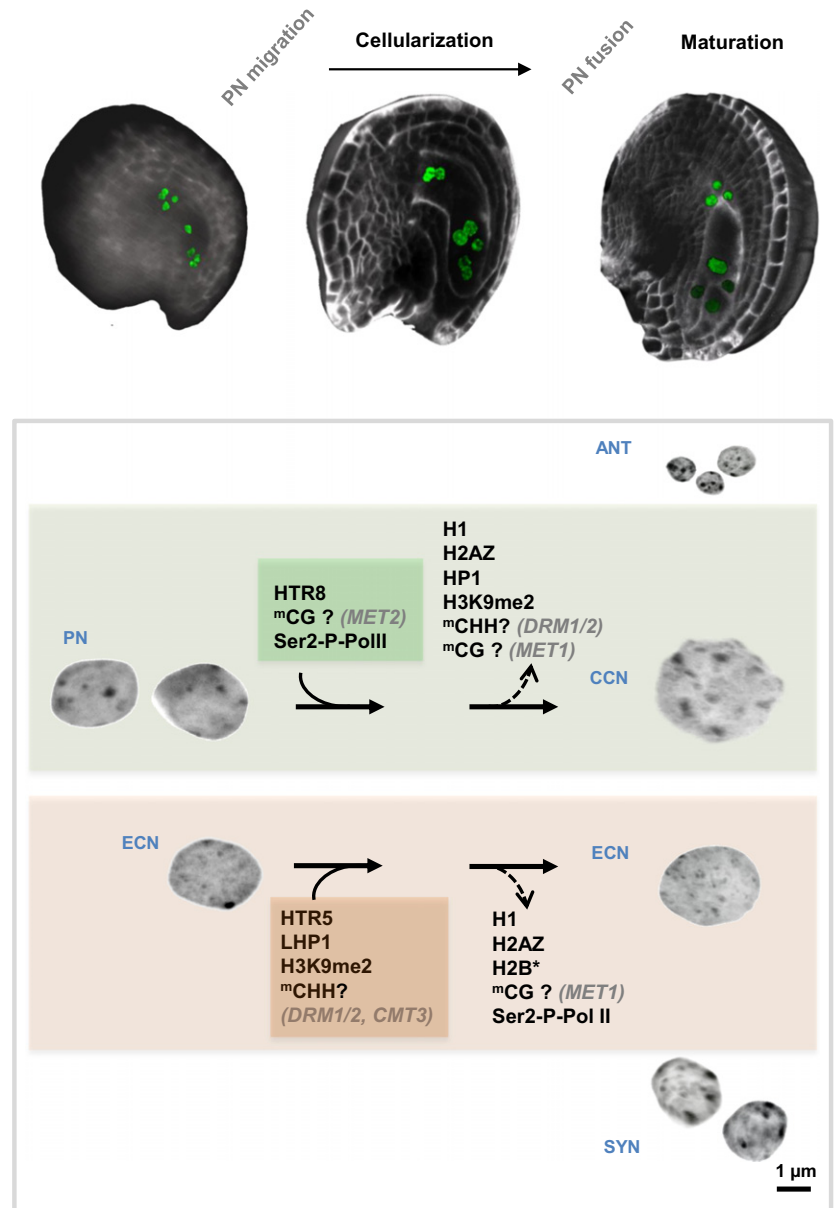 PN migration
Cellularization
PN fusion
Maturation
ANT
HTR8
ᵐCG ? (MET2)
Ser2-P-PolII
H1
H2AZ
HP1
H3K9me2
ᵐCHH? (DRM1/2)
ᵐCG ? (MET1)
PN
CCN
ECN
ECN
HTR5
LHP1
H3K9me2
ᵐCHH?
(DRM1/2, CMT3)
H1
H2AZ
H2B*
ᵐCG ? (MET1)
Ser2-P-Pol II
SYN
1 µm